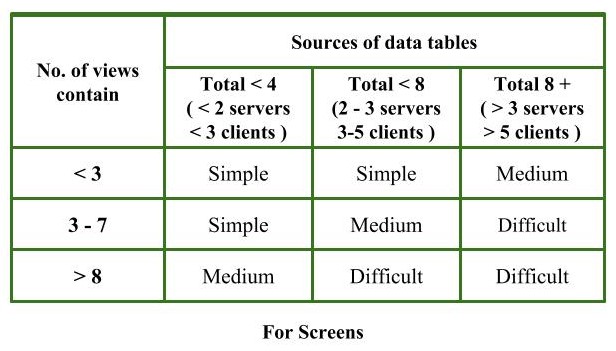 No. of views
contain
Sources of data tables
Total < 4
( < 2 servers
< 3 clients )
Total < 8
(2 - 3 servers
3-5 clients )
Total 8 +
( > 3 servers
> 5 clients )
< 3
Simple
Simple
Medium
3 - 7
Simple
Medium
Difficult
> 8
Medium
Difficult
Difficult
For Screens